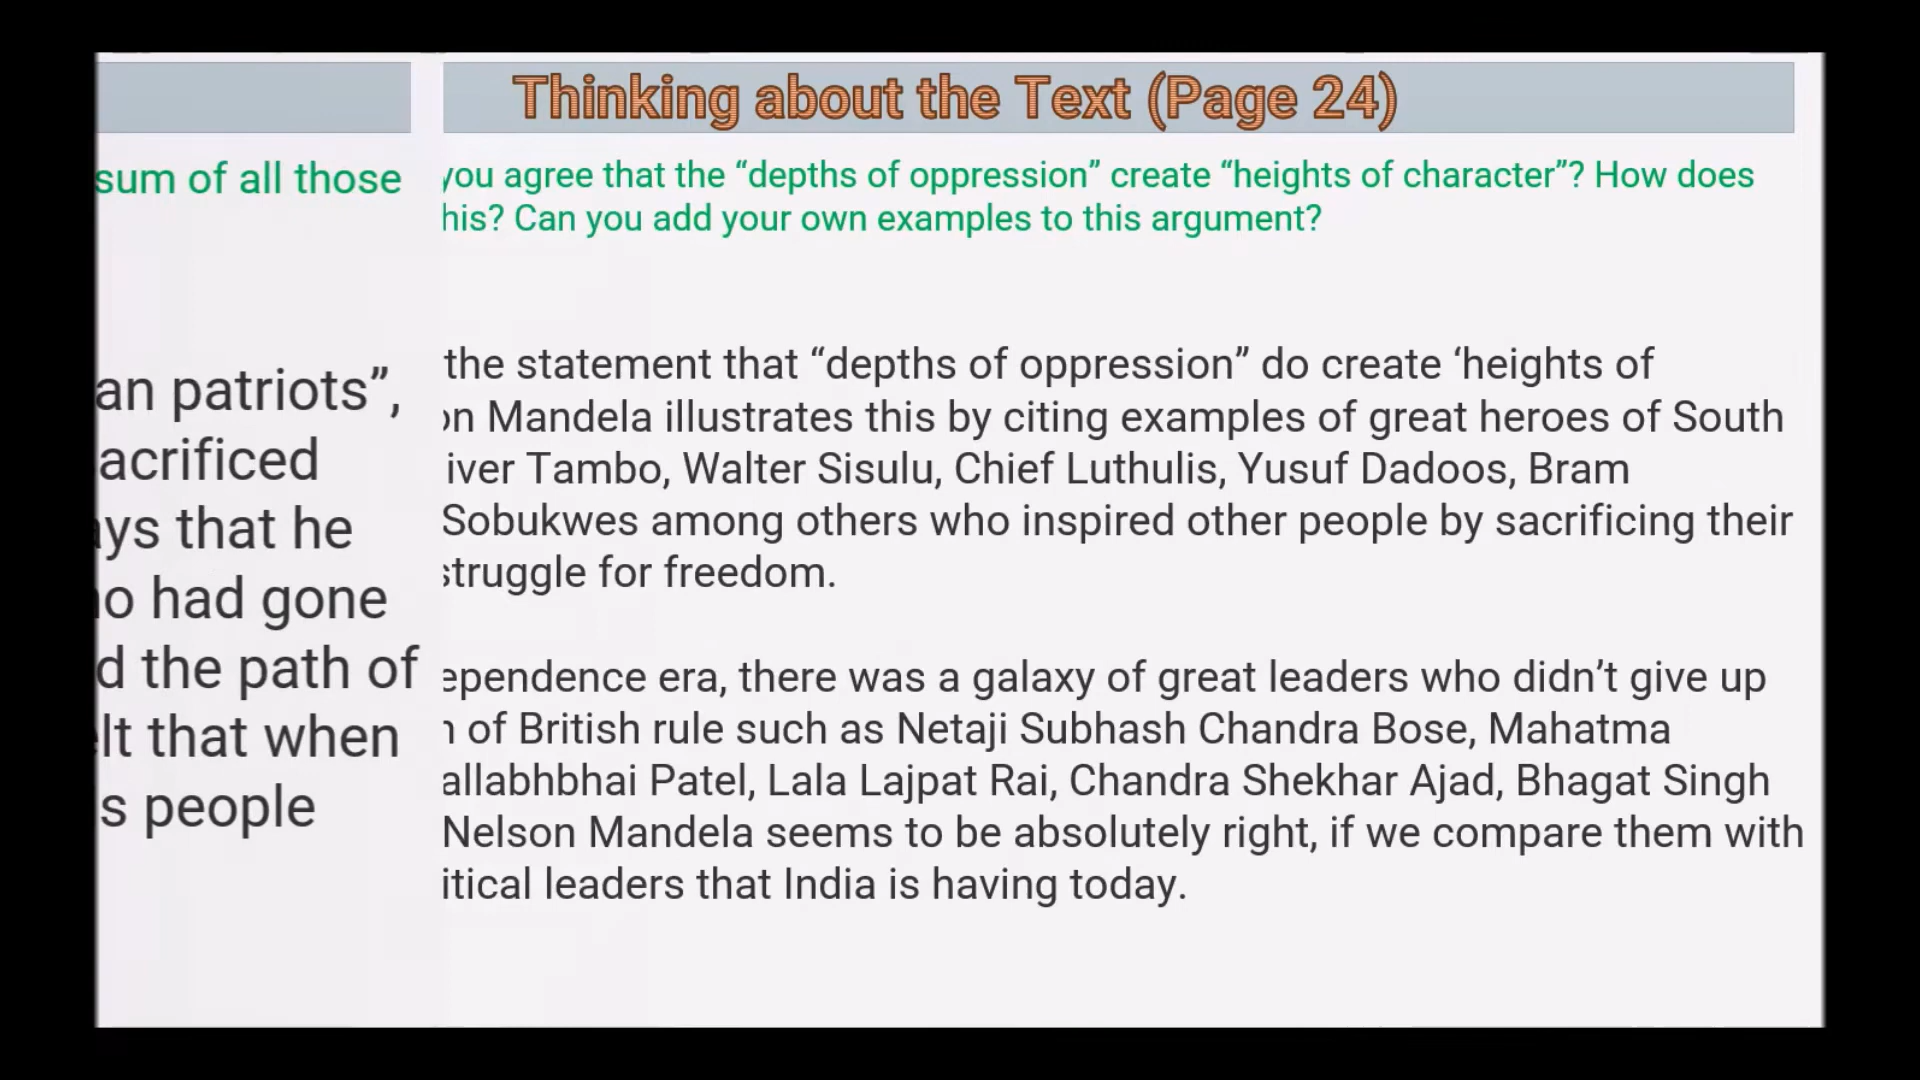 Thinking about the Text (Page 24)
sum of all those
an patriots”,
acrificed
ays that he
had gone
d the path of
that when
s people
you agree that the “depths of oppression” create “heights of character”? How does
his? Can you add your own examples to this argument?
the statement that “depths of oppression” do create ‘heights of
on Mandela illustrates this by citing examples of great heroes of South
iver Tambo, Walter Sisulu, Chief Luthulis, Yusuf Dadoos, Bram
Sobukwes among others who inspired other people by sacrificing their
struggle for freedom.
ependence era, there was a galaxy of great leaders who didn’t give up
of British rule such as Netaji Subhash Chandra Bose, Mahatma
allabhbhai Patel, Lala Lajpat Rai, Chandra Shekhar Ajad, Bhagat Singh
Nelson Mandela seems to be absolutely right, if we compare them with
itical leaders that India is having today.